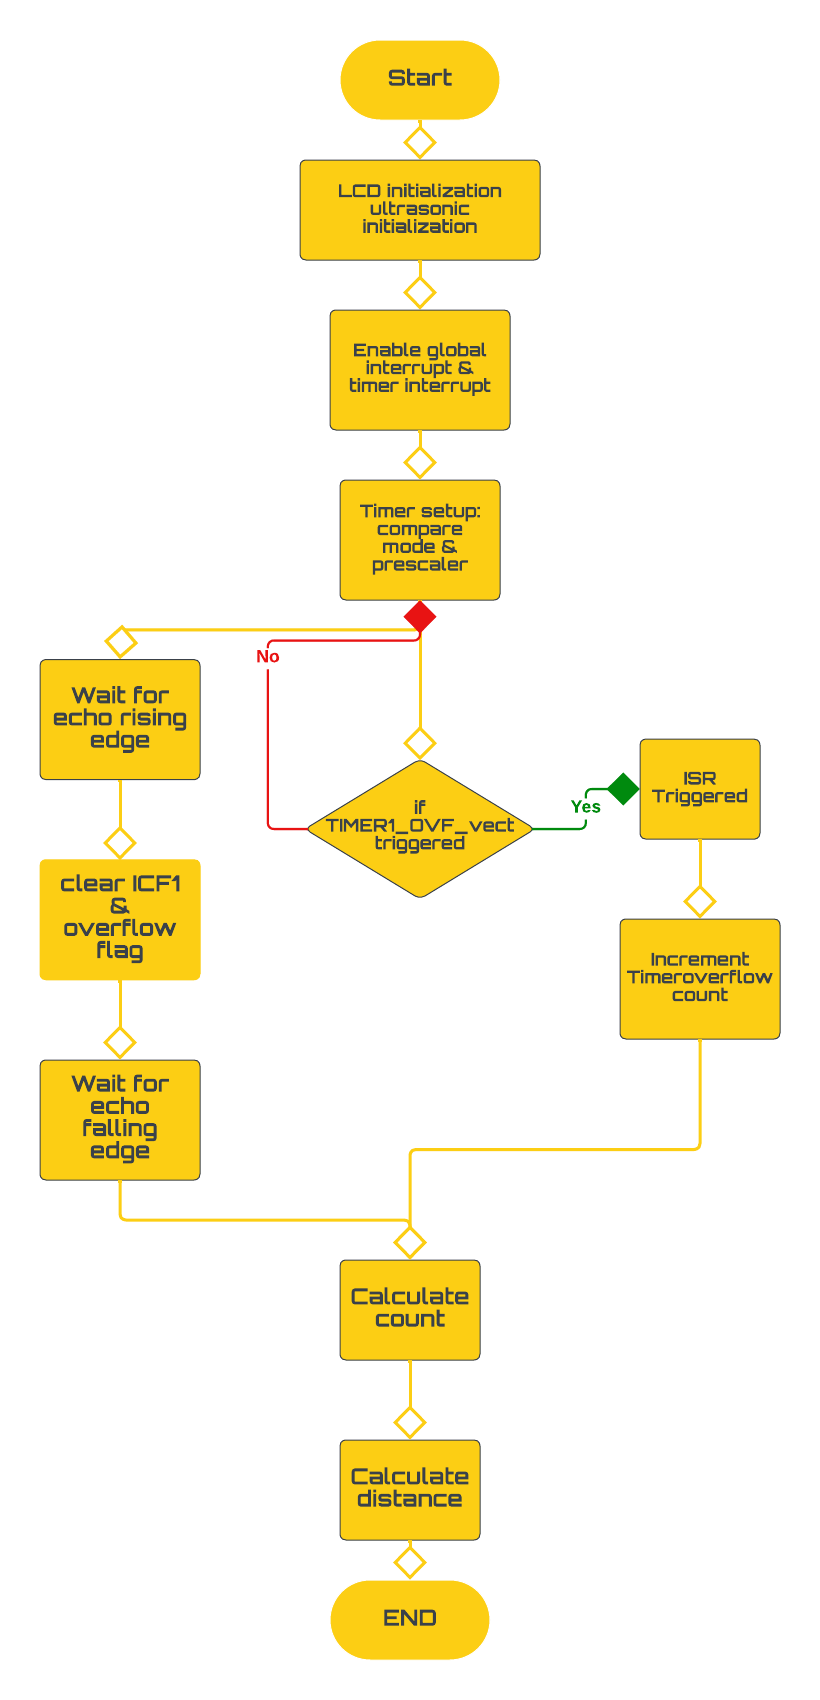 Start
LCD initialization
ultrasonic
initialization
Enable global
interrupt &
timer interrupt
Timer setup:
compare
mode &
prescaler
No
Wait for
echo rising
edge
if
TIMER1_OVF_vect
triggered
Yes
ISR
Triggered
clear ICF1
&
overflow
flag
Increment
Timeroverflow
count
Wait for
echo
falling
edge
Calculate
count
Calculate
distance
END